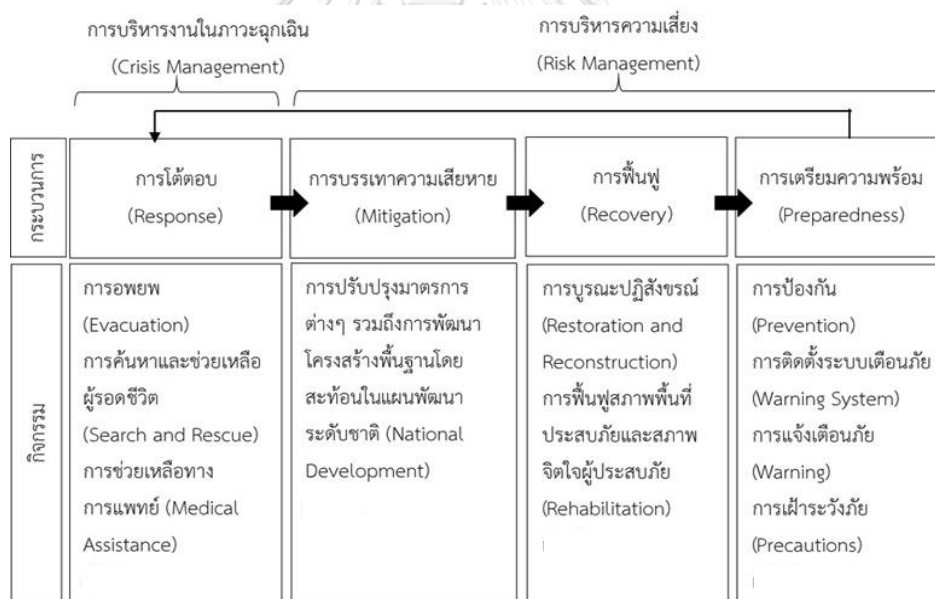 การบริหารงานในภาวะฉุกเฉิน
(Crisis Management)
การบริหารความเสี่ยง
(Risk Management)
กระบวนการ
การโต้ตอบ
(Response)
การบรรเทาความเสียหาย
(Mitigation)
การฟื้นฟู
(Recovery)
การเตรียมความพร้อม
(Preparedness)
กิจกรรม
การอพยพ
(Evacuation)
การค้นหาและช่วยเหลือ
ผู้รอดชีวิต
(Search and Rescue)
การช่วยเหลือทาง
การแพทย์ (Medical
Assistance)
การปรับปรุงมาตรการ
ต่างๆ รวมถึงการพัฒนา
โครงสร้างพื้นฐานโดย
สะท้อนในแผนพัฒนา
ระดับชาติ (National
Development)
การบูรณะปฏิสังขรณ์
(Restoration and
Reconstruction)
การฟื้นฟูสภาพพื้นที่
ประสบภัยและสภาพ
จิตใจผู้ประสบภัย
(Rehabilitation)
การป้องกัน
(Prevention)
การติดตั้งระบบเตือนภัย
(Warning System)
การแจ้งเตือนภัย
(Warning)
การเฝ้าระวังภัย
(Precautions)